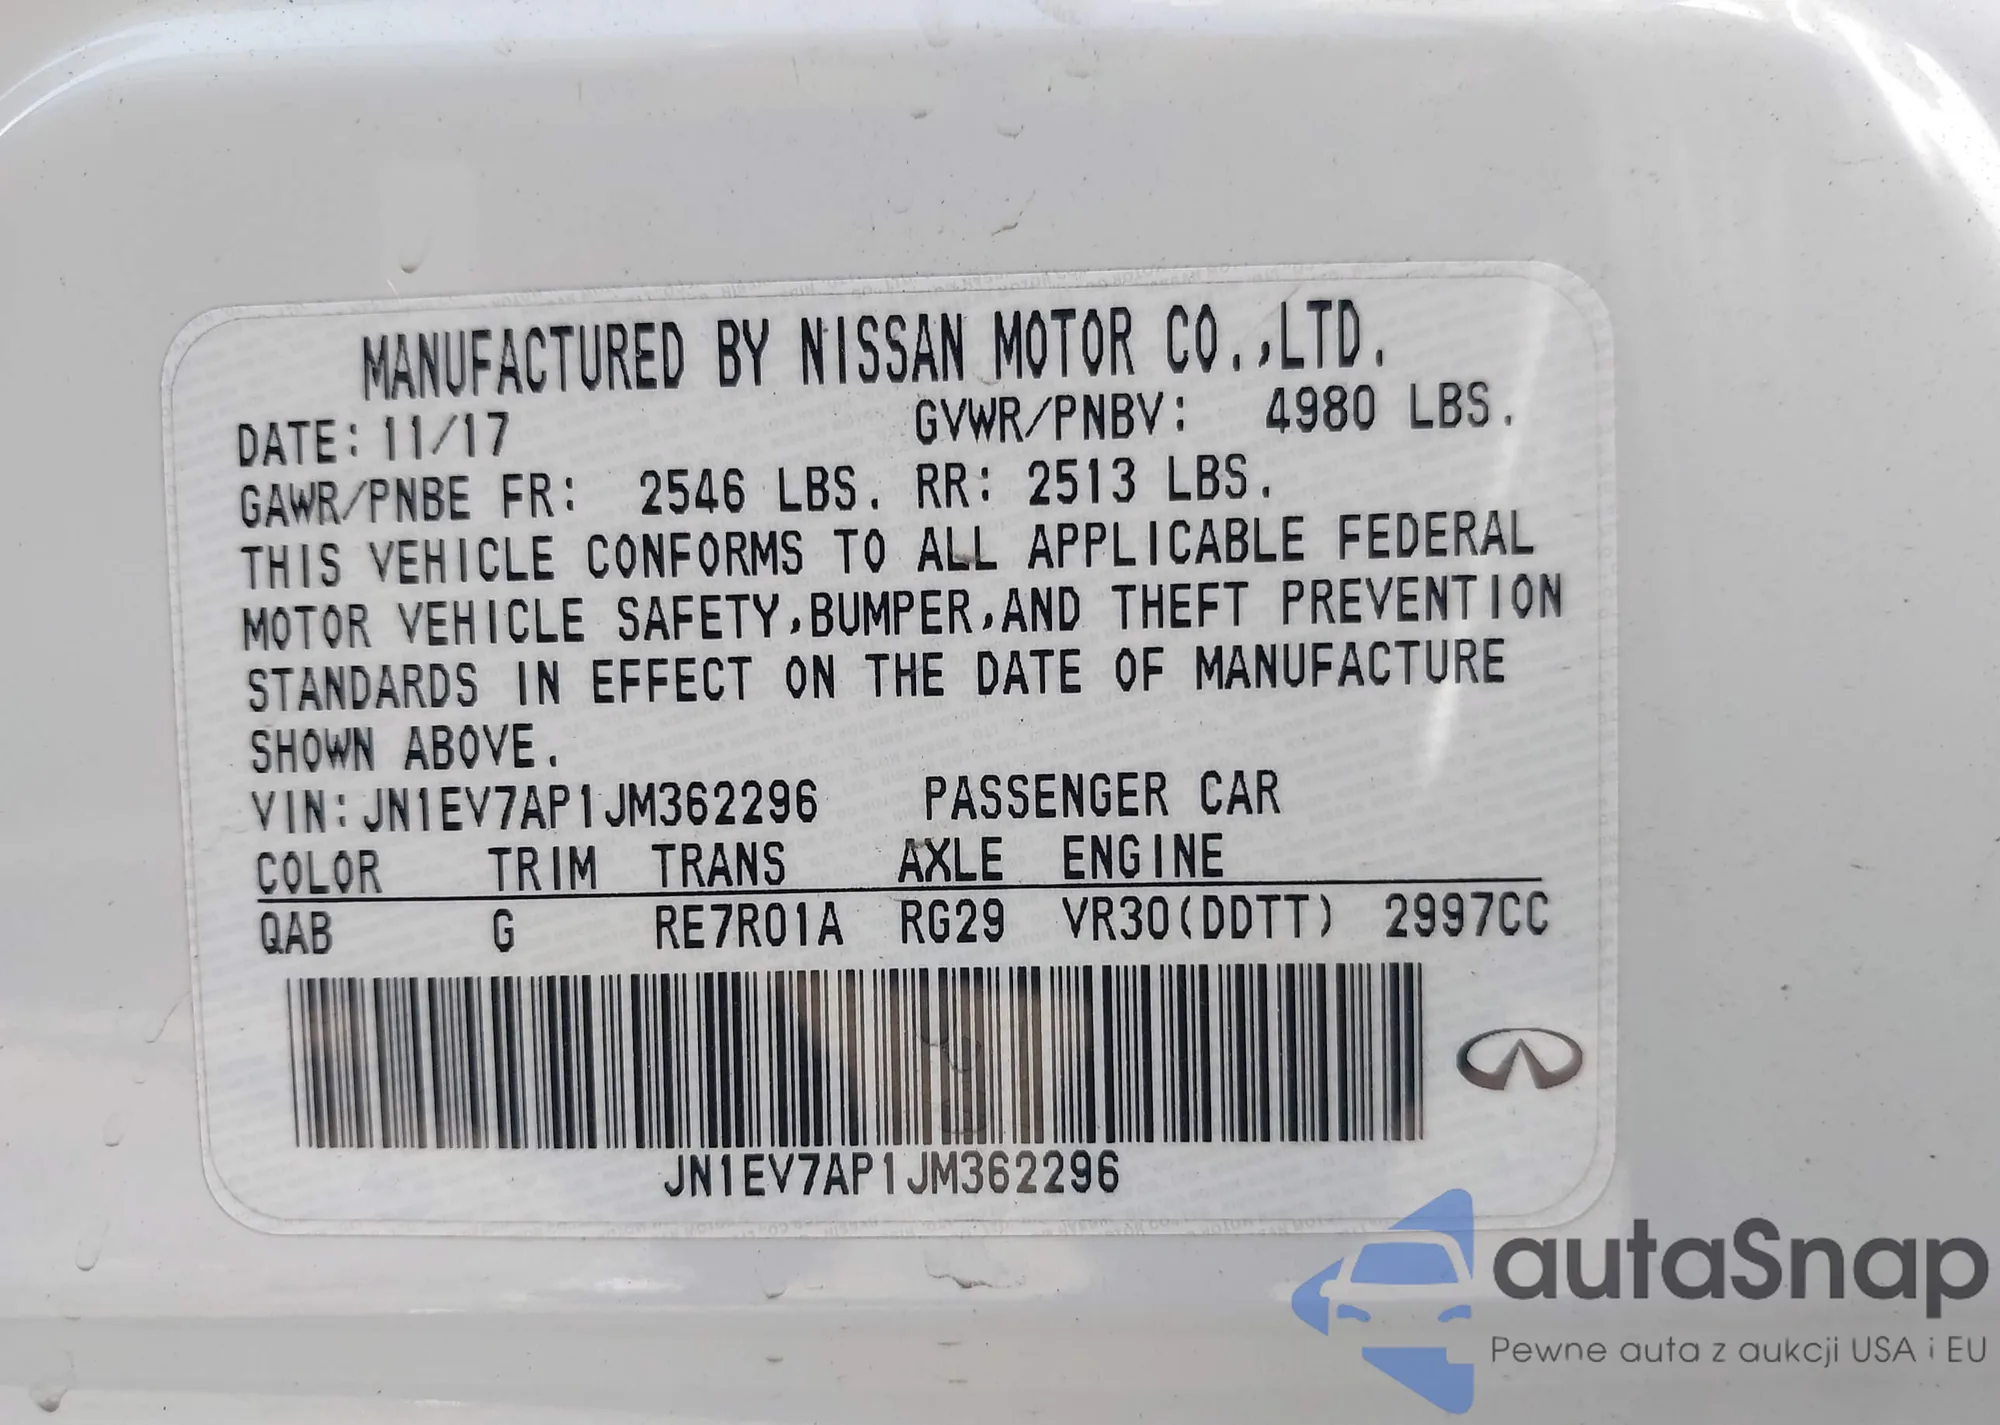 MANUFACTURED BY NISSAN MOTOR CO.,LTD.
DATE: 11/17 GVWR/PNBV: 4980 LBS.
GAWR/PNBE FR: 2546 LBS. RR: 2513 LBS.
THIS VEHICLE CONFORMS TO ALL APPLICABLE FEDERAL
MOTOR VEHICLE SAFETY,BUMPER,AND THEFT PREVENTION
STANDARDS IN EFFECT ON THE DATE OF MANUFACTURE
SHOWN ABOVE.
VIN:JN1EV7AP1JM362296 PASSENGER CAR
COLOR TRIM TRANS AXLE ENGINE
QAB G RE7R01A RG29 VR30(DDTT) 2997CC
JN1EV7AP1JM362296
autaSnap
Pewne auta z aukcji USA i EU